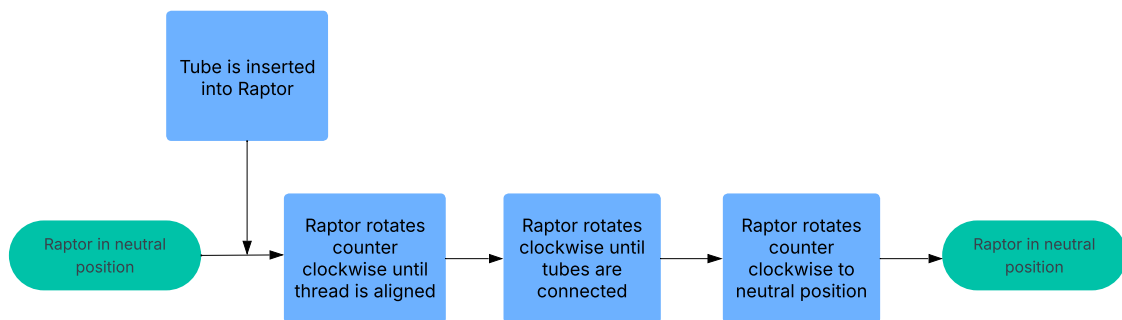 Tube is inserted
into Raptor
Raptor in neutral
position
Raptor rotates
counter
clockwise until
thread is aligned
Raptor rotates
clockwise until
tubes are
connected
Raptor rotates
counter
clockwise to
neutral position
Raptor in neutral
position